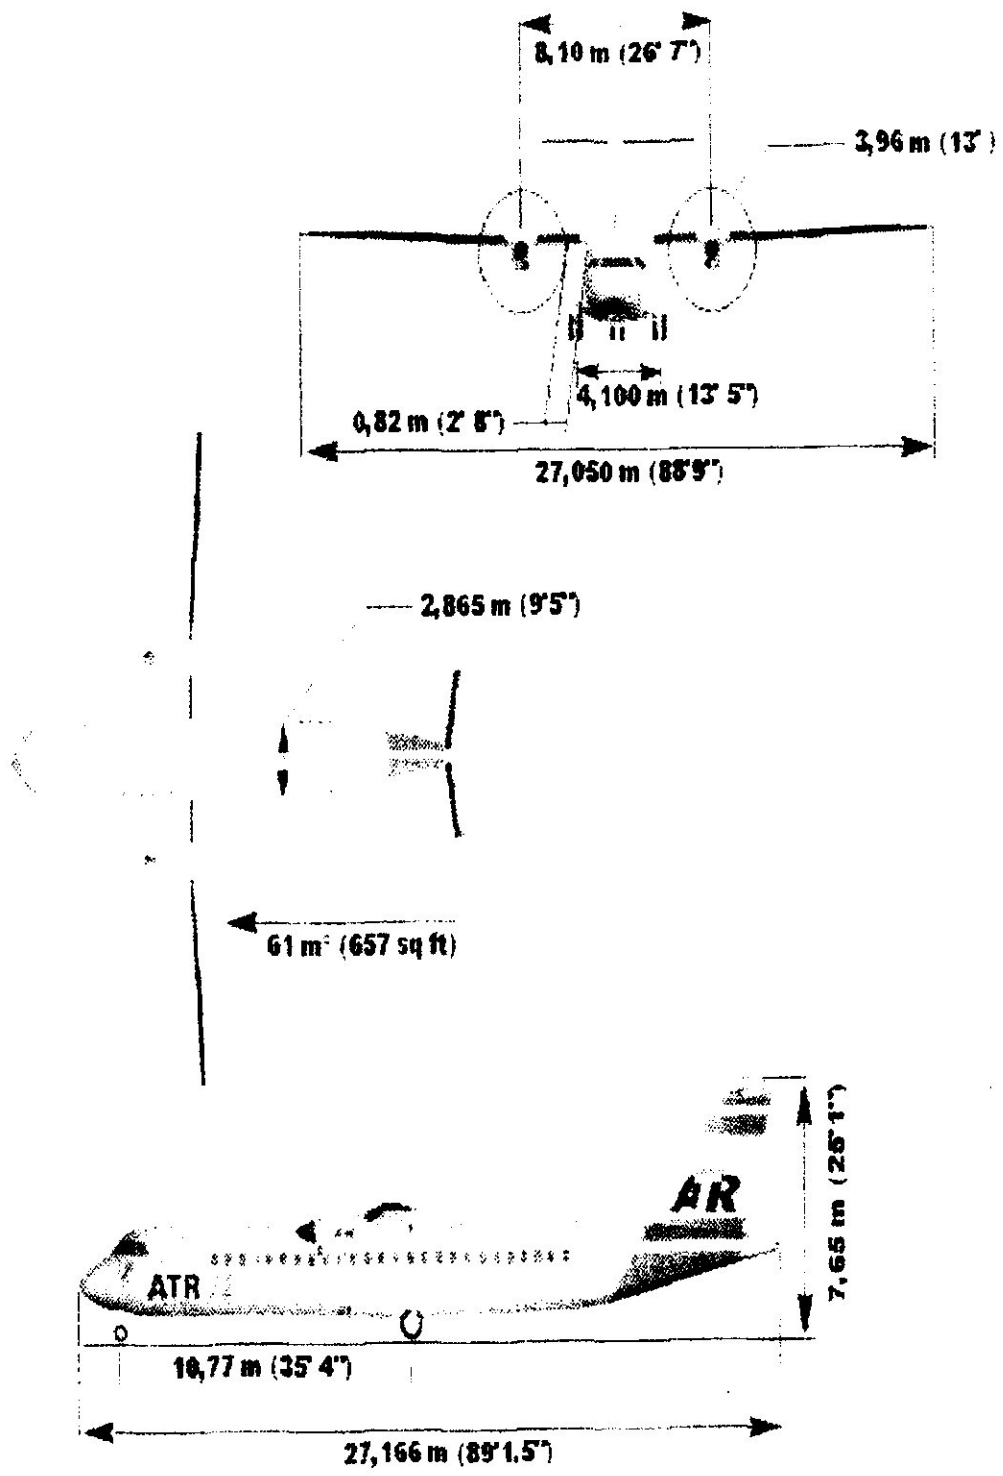 8,10 m (26' 7")
3,96 m (13' )
4,100 m (13' 5")
0,82 m (2' 8")
27,050 m (88'9")
2,865 m (9'5")
61 m² (657 sq ft)
AR
7,65 m (25'1")
ATR
10,77 m (35' 4")
27,166 m (89'1.5")